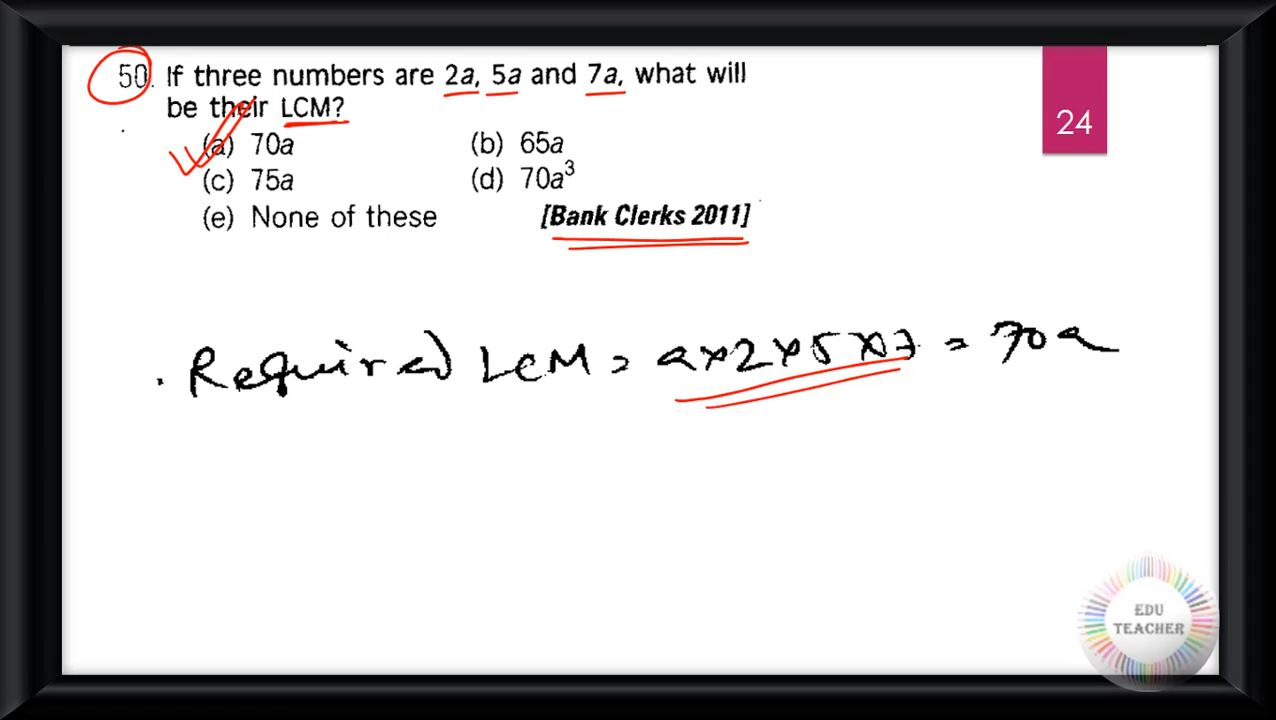 50. If three numbers are 2a, 5a and 7a, what will
be their LCM?
(a) 70a (b) 65a
(c) 75a (d) 70a³
(e) None of these [Bank Clerks 2011]
24
Required LCM = a×2×5×7 = 70a
EDU
TEACHER